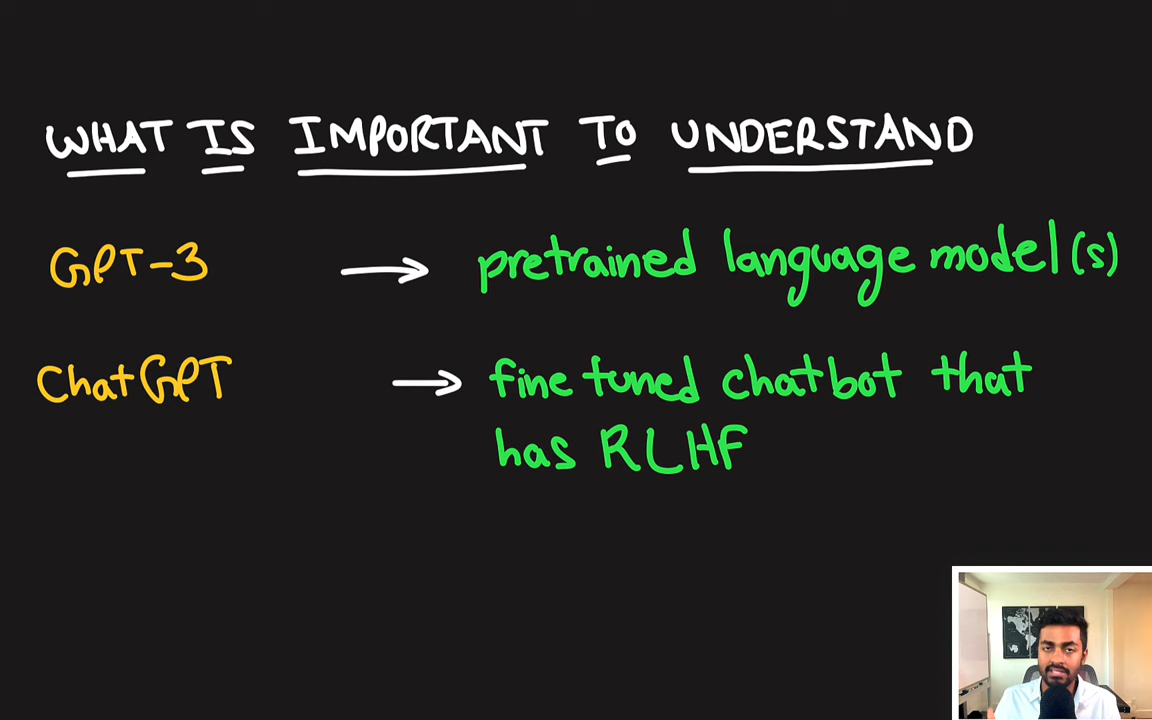 WHAT IS IMPORTANT TO UNDERSTAND
GPT-3 → pretrained language model(s)
ChatGPT → fine tuned chatbot that
has RLHF